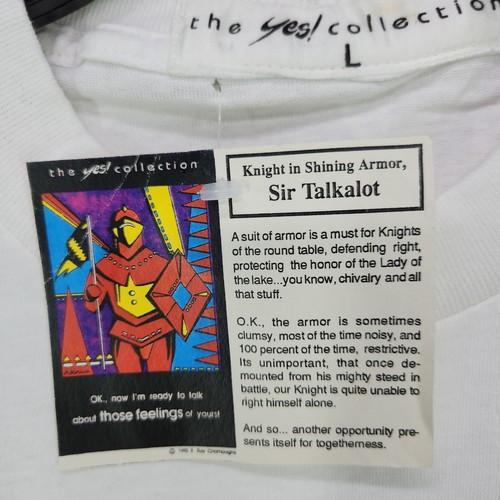 the yes! collection
L
the yes! collection
OK., now I'm ready to talk
about those feelings of yours!
Knight in Shining Armor,
Sir Talkalot
A suit of armor is a must for Knights
of the round table, defending right,
protecting the honor of the Lady of
the lake...you know, chivalry and all
that stuff.
O.K., the armor is sometimes
clumsy, most of the time noisy, and
100 percent of the time, restrictive.
Its unimportant, that once de-
mounted from his mighty steed in
battle, our Knight is quite unable to
right himself alone.
And so... another opportunity pre-
sents itself for togetherness.